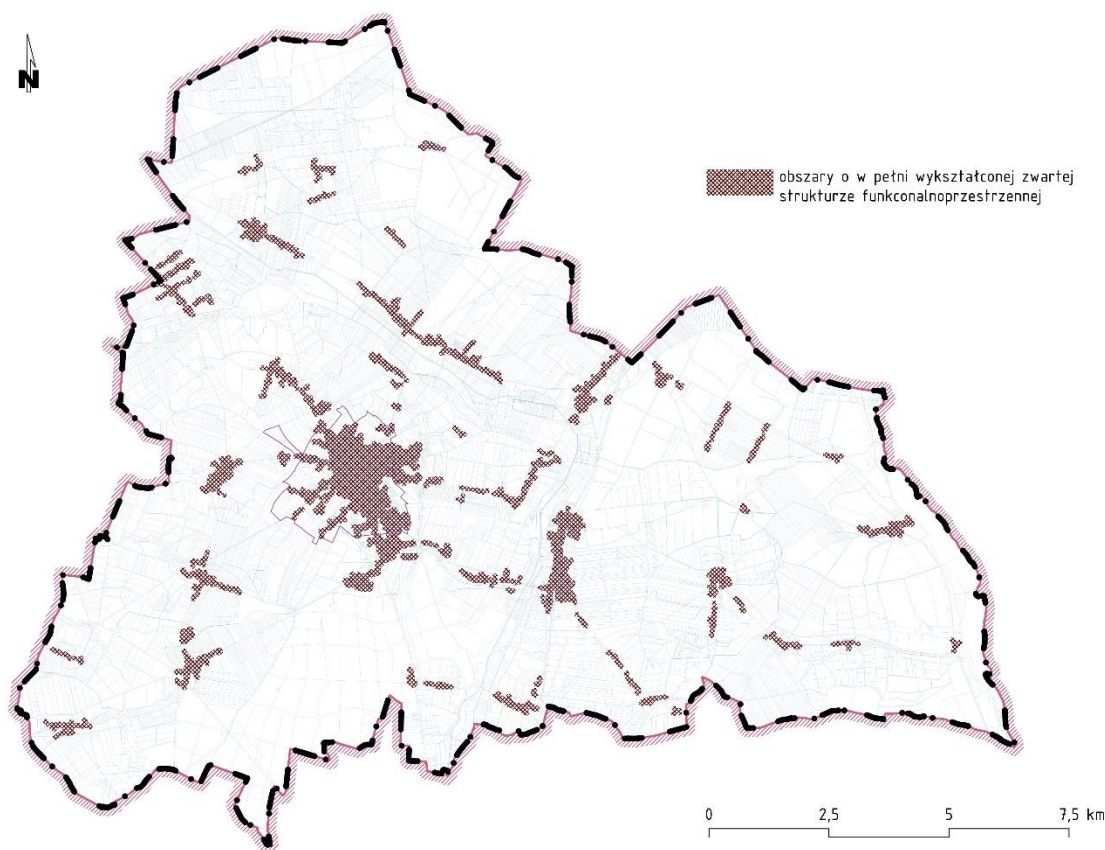 N
obszary o w pełni wykształconej zwartej
strukturze funkconalnoprzestrzennej
0 2,5 5 7,5 km